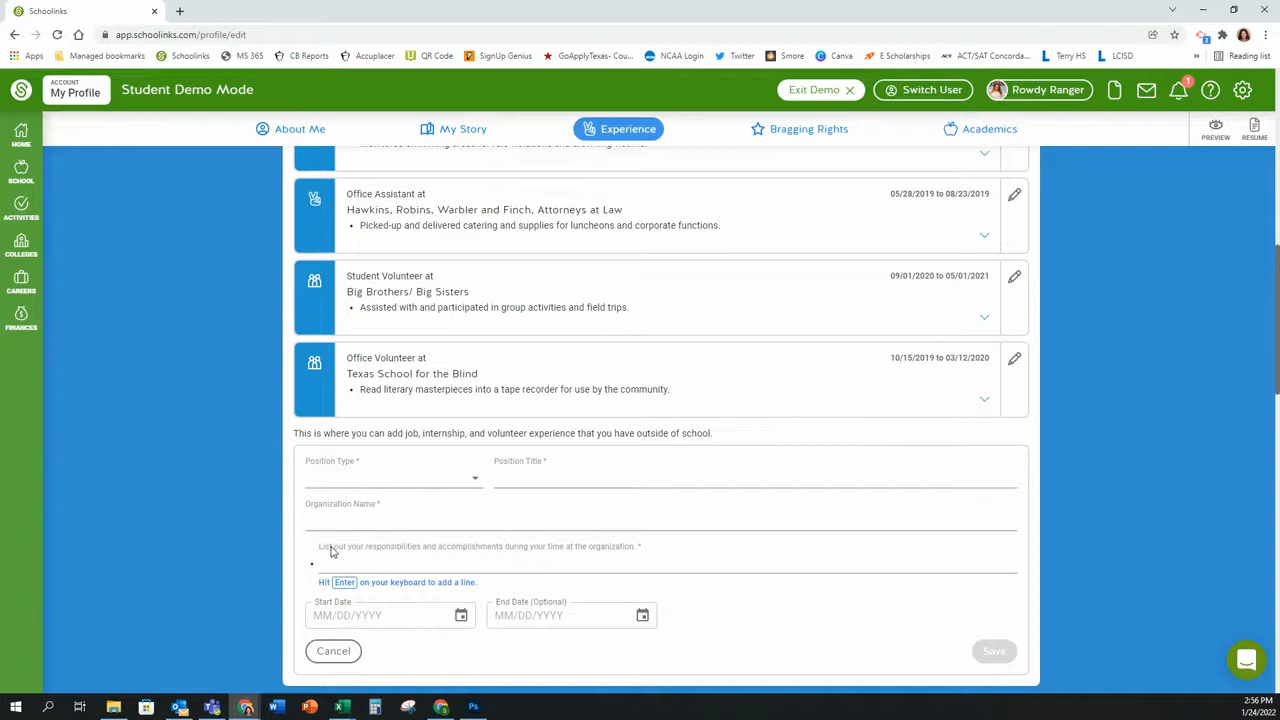 Schoolinks
app.schoolinks.com/profile/edit
Apps
Managed bookmarks
Schoolinks
MS 365
CB Reports
Accuplacer
QR Code
SignUp Genius
GoApplyTexas - Cou...
NCAA Login
Twitter
Smore
Canva
E Scholarships
ACT/SAT Concorda...
Terry HS
LCISD
»
Reading list
ACCOUNT
My Profile
Student Demo Mode
Exit Demo
Switch User
Rowdy Ranger
1
HOME
SCHOOL
ACTIVITIES
COLLEGES
CAREERS
FINANCES
About Me
My Story
Experience
Bragging Rights
Academics
PREVIEW
RESUME
Office Assistant at
05/28/2019 to 08/23/2019
Hawkins, Robins, Warbler and Finch, Attorneys at Law
• Picked-up and delivered catering and supplies for luncheons and corporate functions.
Student Volunteer at
09/01/2020 to 05/01/2021
Big Brothers/ Big Sisters
• Assisted with and participated in group activities and field trips.
Office Volunteer at
10/15/2019 to 03/12/2020
Texas School for the Blind
• Read literary masterpieces into a tape recorder for use by the community.
This is where you can add job, internship, and volunteer experience that you have outside of school.
Position Type *
Position Title *
Organization Name *
List out your responsibilities and accomplishments during your time at the organization. *
Hit Enter on your keyboard to add a line.
Start Date
MM/DD/YYYY
End Date (Optional)
MM/DD/YYYY
Cancel
Save
2:56 PM
1/24/2022